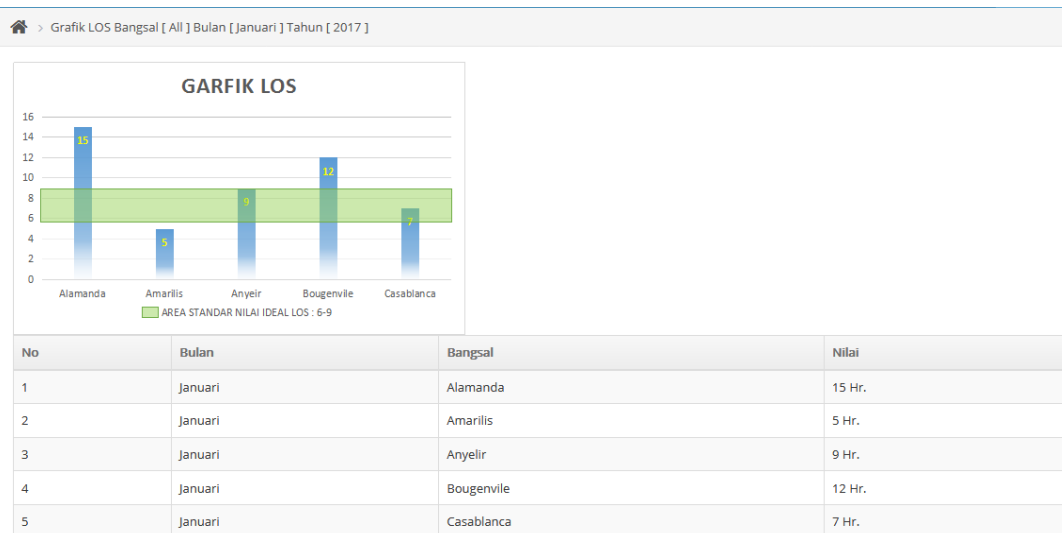 > Grafik LOS Bangsal [ All ] Bulan [ Januari ] Tahun [ 2017 ]
GARFIK LOS
16
14
12
10
8
6
4
2
0
15
5
9
12
7
Alamanda Amarilis Anyeir Bougenvile Casablanca
AREA STANDAR NILAI IDEAL LOS : 6-9
No Bulan Bangsal Nilai
1 Januari Alamanda 15 Hr.
2 Januari Amarilis 5 Hr.
3 Januari Anyelir 9 Hr.
4 Januari Bougenvile 12 Hr.
5 Januari Casablanca 7 Hr.